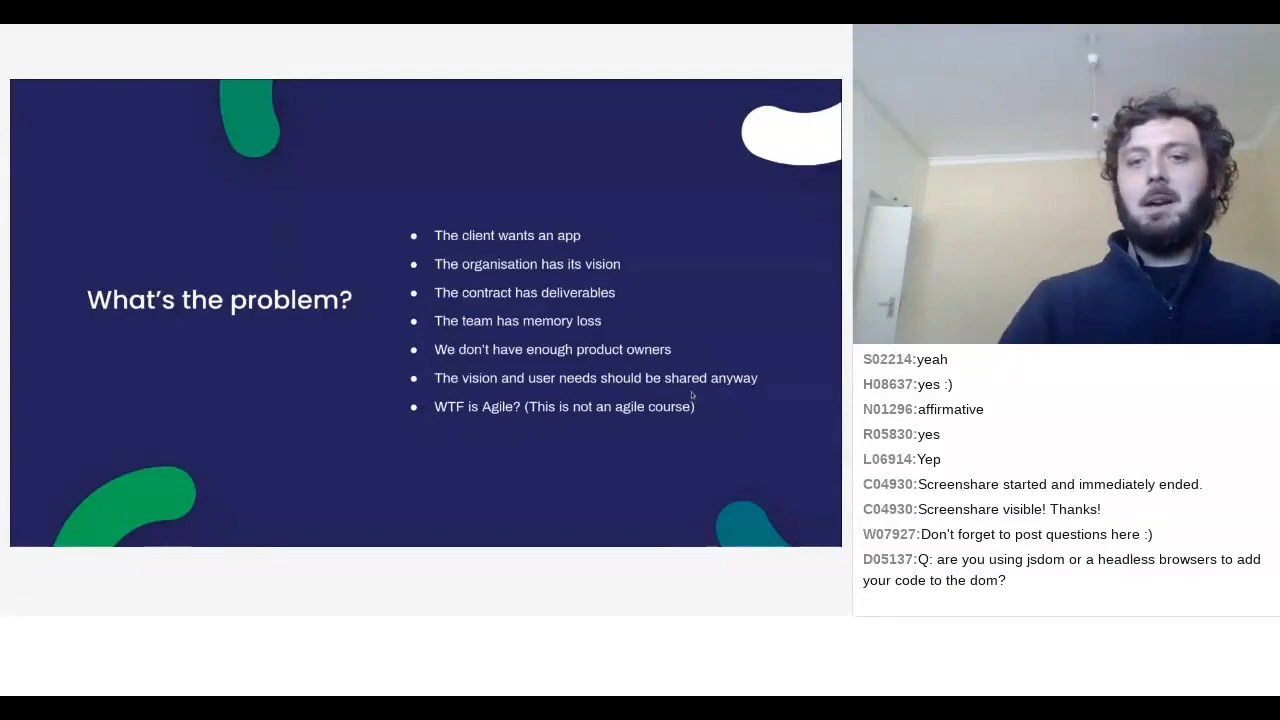 What's the problem?
● The client wants an app
● The organisation has its vision
● The contract has deliverables
● The team has memory loss
● We don't have enough product owners
● The vision and user needs should be shared anyway
● WTF is Agile? (This is not an agile course)
S02214:yeah
H08637:yes :)
N01296:affirmative
R05830:yes
L06914:Yep
C04930:Screenshare started and immediately ended.
C04930:Screenshare visible! Thanks!
W07927:Don't forget to post questions here :)
D05137:Q: are you using jsdom or a headless browsers to add
your code to the dom?